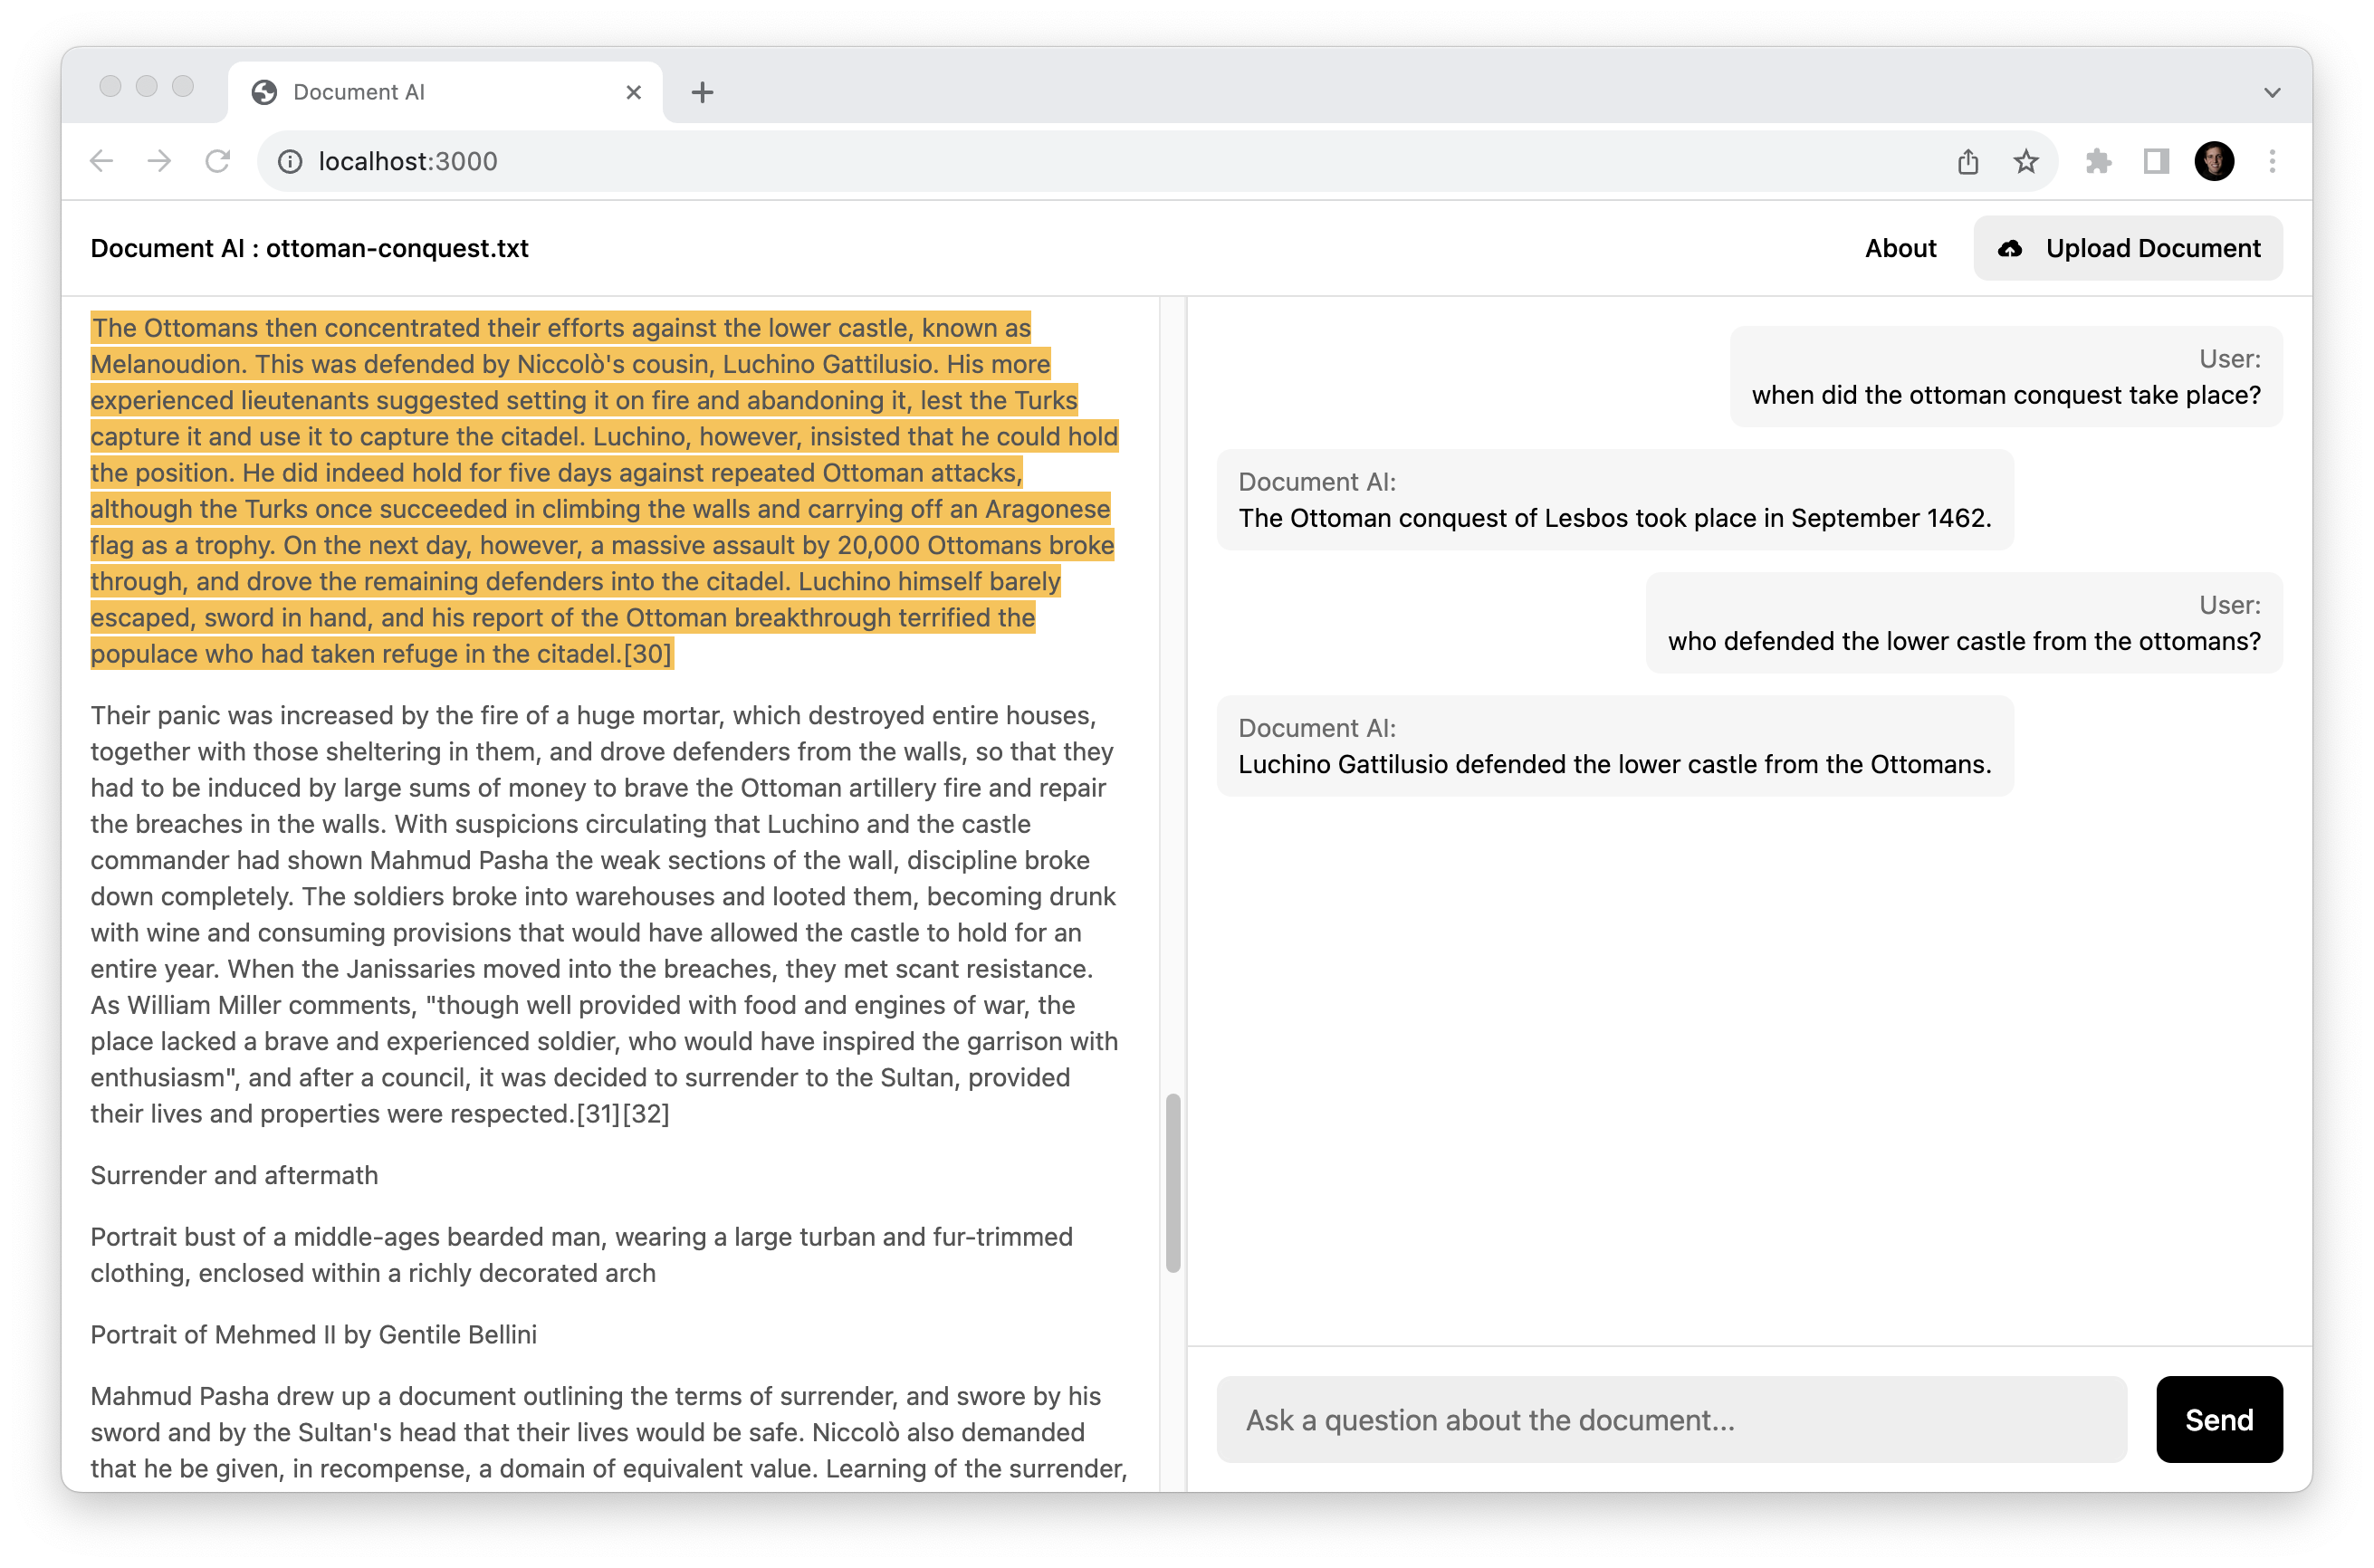 Document AI
localhost:3000
Document AI : ottoman-conquest.txt
About
Upload Document
The Ottomans then concentrated their efforts against the lower castle, known as
Melanoudion. This was defended by Niccolò's cousin, Luchino Gattilusio. His more
experienced lieutenants suggested setting it on fire and abandoning it, lest the Turks
capture it and use it to capture the citadel. Luchino, however, insisted that he could hold
the position. He did indeed hold for five days against repeated Ottoman attacks,
although the Turks once succeeded in climbing the walls and carrying off an Aragonese
flag as a trophy. On the next day, however, a massive assault by 20,000 Ottomans broke
through, and drove the remaining defenders into the citadel. Luchino himself barely
escaped, sword in hand, and his report of the Ottoman breakthrough terrified the
populace who had taken refuge in the citadel.[30]
Their panic was increased by the fire of a huge mortar, which destroyed entire houses,
together with those sheltering in them, and drove defenders from the walls, so that they
had to be induced by large sums of money to brave the Ottoman artillery fire and repair
the breaches in the walls. With suspicions circulating that Luchino and the castle
commander had shown Mahmud Pasha the weak sections of the wall, discipline broke
down completely. The soldiers broke into warehouses and looted them, becoming drunk
with wine and consuming provisions that would have allowed the castle to hold for an
entire year. When the Janissaries moved into the breaches, they met scant resistance.
As William Miller comments, "though well provided with food and engines of war, the
place lacked a brave and experienced soldier, who would have inspired the garrison with
enthusiasm", and after a council, it was decided to surrender to the Sultan, provided
their lives and properties were respected.[31][32]
Surrender and aftermath
Portrait bust of a middle-ages bearded man, wearing a large turban and fur-trimmed
clothing, enclosed within a richly decorated arch
Portrait of Mehmed II by Gentile Bellini
Mahmud Pasha drew up a document outlining the terms of surrender, and swore by his
sword and by the Sultan's head that their lives would be safe. Niccolò also demanded
that he be given, in recompense, a domain of equivalent value. Learning of the surrender,
User:
when did the ottoman conquest take place?
Document AI:
The Ottoman conquest of Lesbos took place in September 1462.
User:
who defended the lower castle from the ottomans?
Document AI:
Luchino Gattilusio defended the lower castle from the Ottomans.
Ask a question about the document...
Send